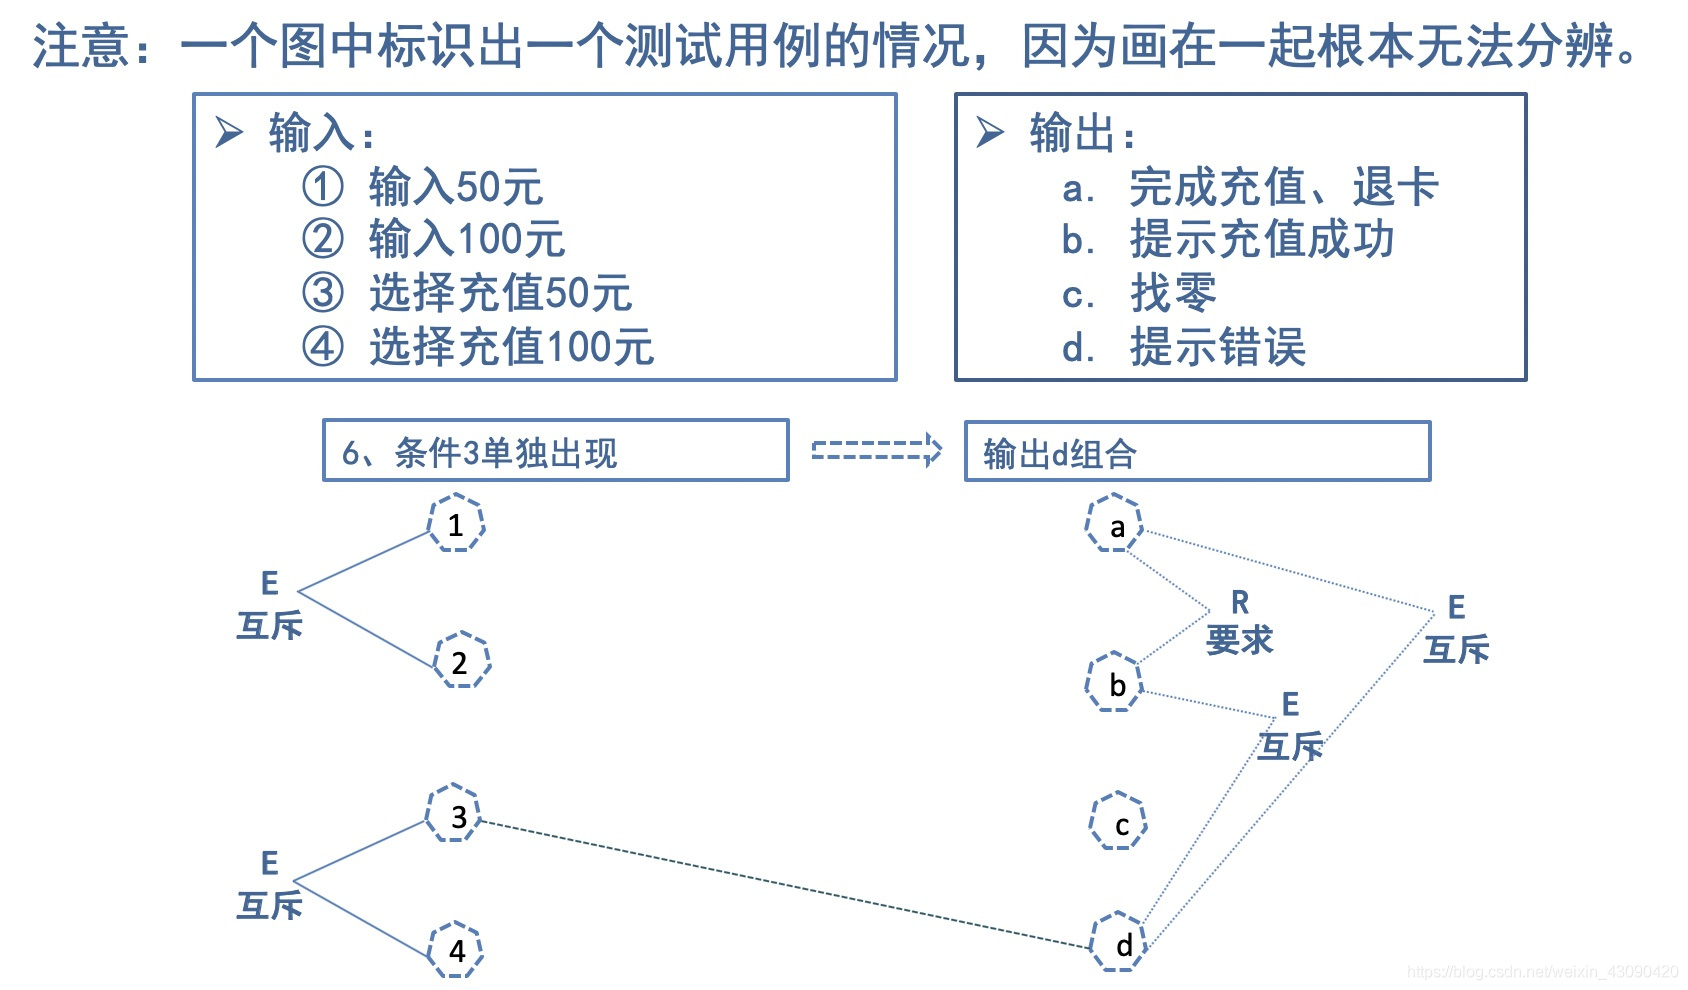 注意：一个图中标识出一个测试用例的情况，因为画在一起根本无法分辨。
输入：
① 输入50元
② 输入100元
③ 选择充值50元
④ 选择充值100元
输出：
a. 完成充值、退卡
b. 提示充值成功
c. 找零
d. 提示错误
6、条件3单独出现
输出d组合
1
E
互斥
2
3
E
互斥
4
a
R
要求
E
互斥
b
E
互斥
c
d
https://blog.csdn.net/weixin_43090420